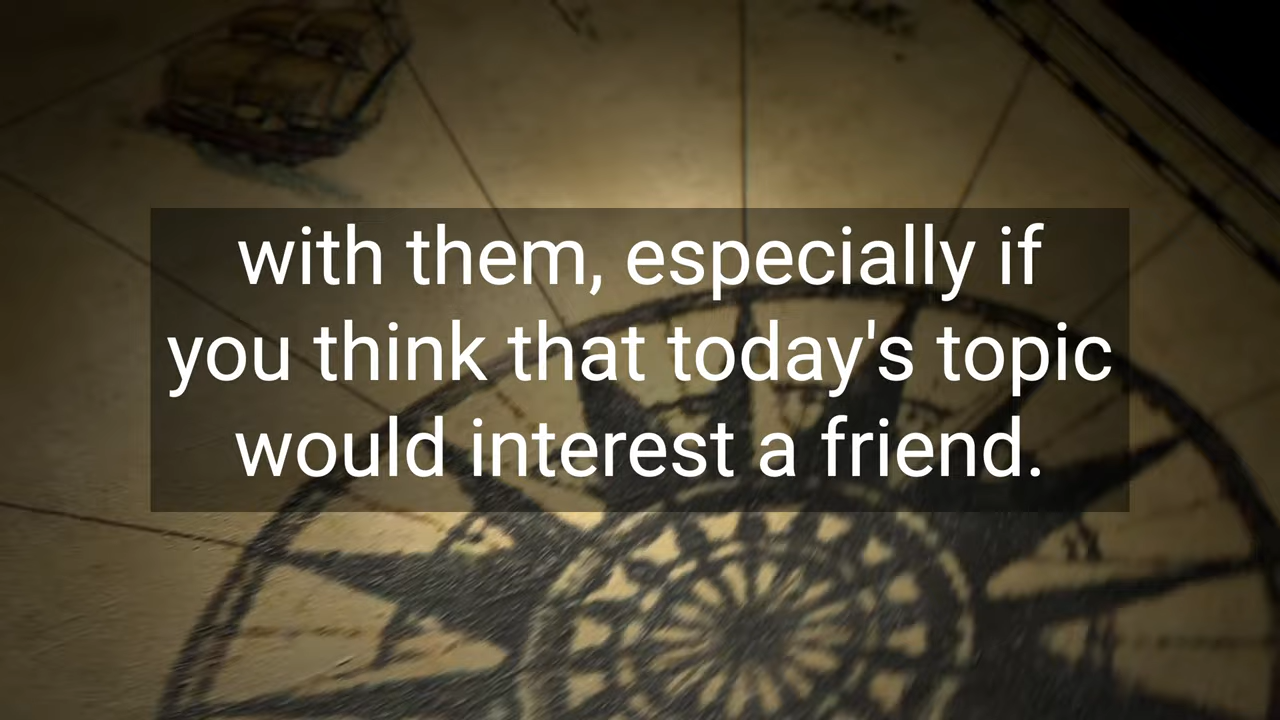 with them, especially if
you think that today's topic
would interest a friend.